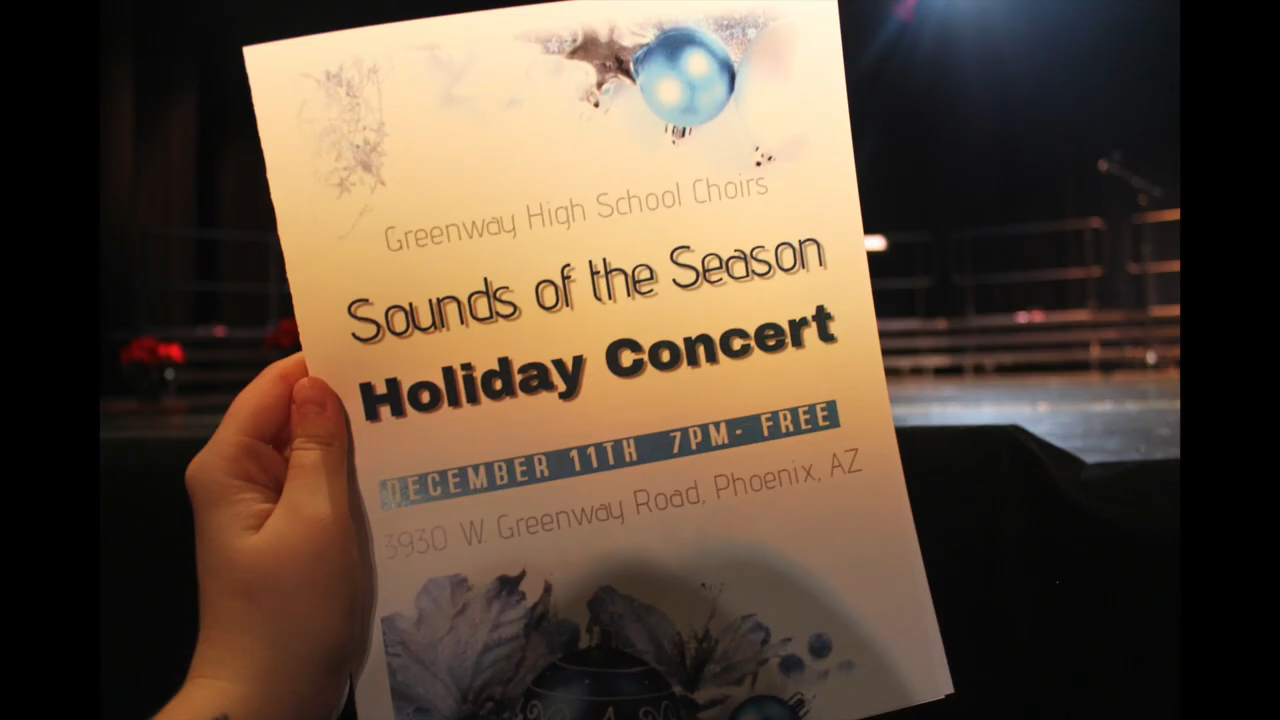 Greenway High School Choirs
Sounds of the Season
Holiday Concert
DECEMBER 11TH 7PM- FREE
3930 W. Greenway Road, Phoenix, AZ